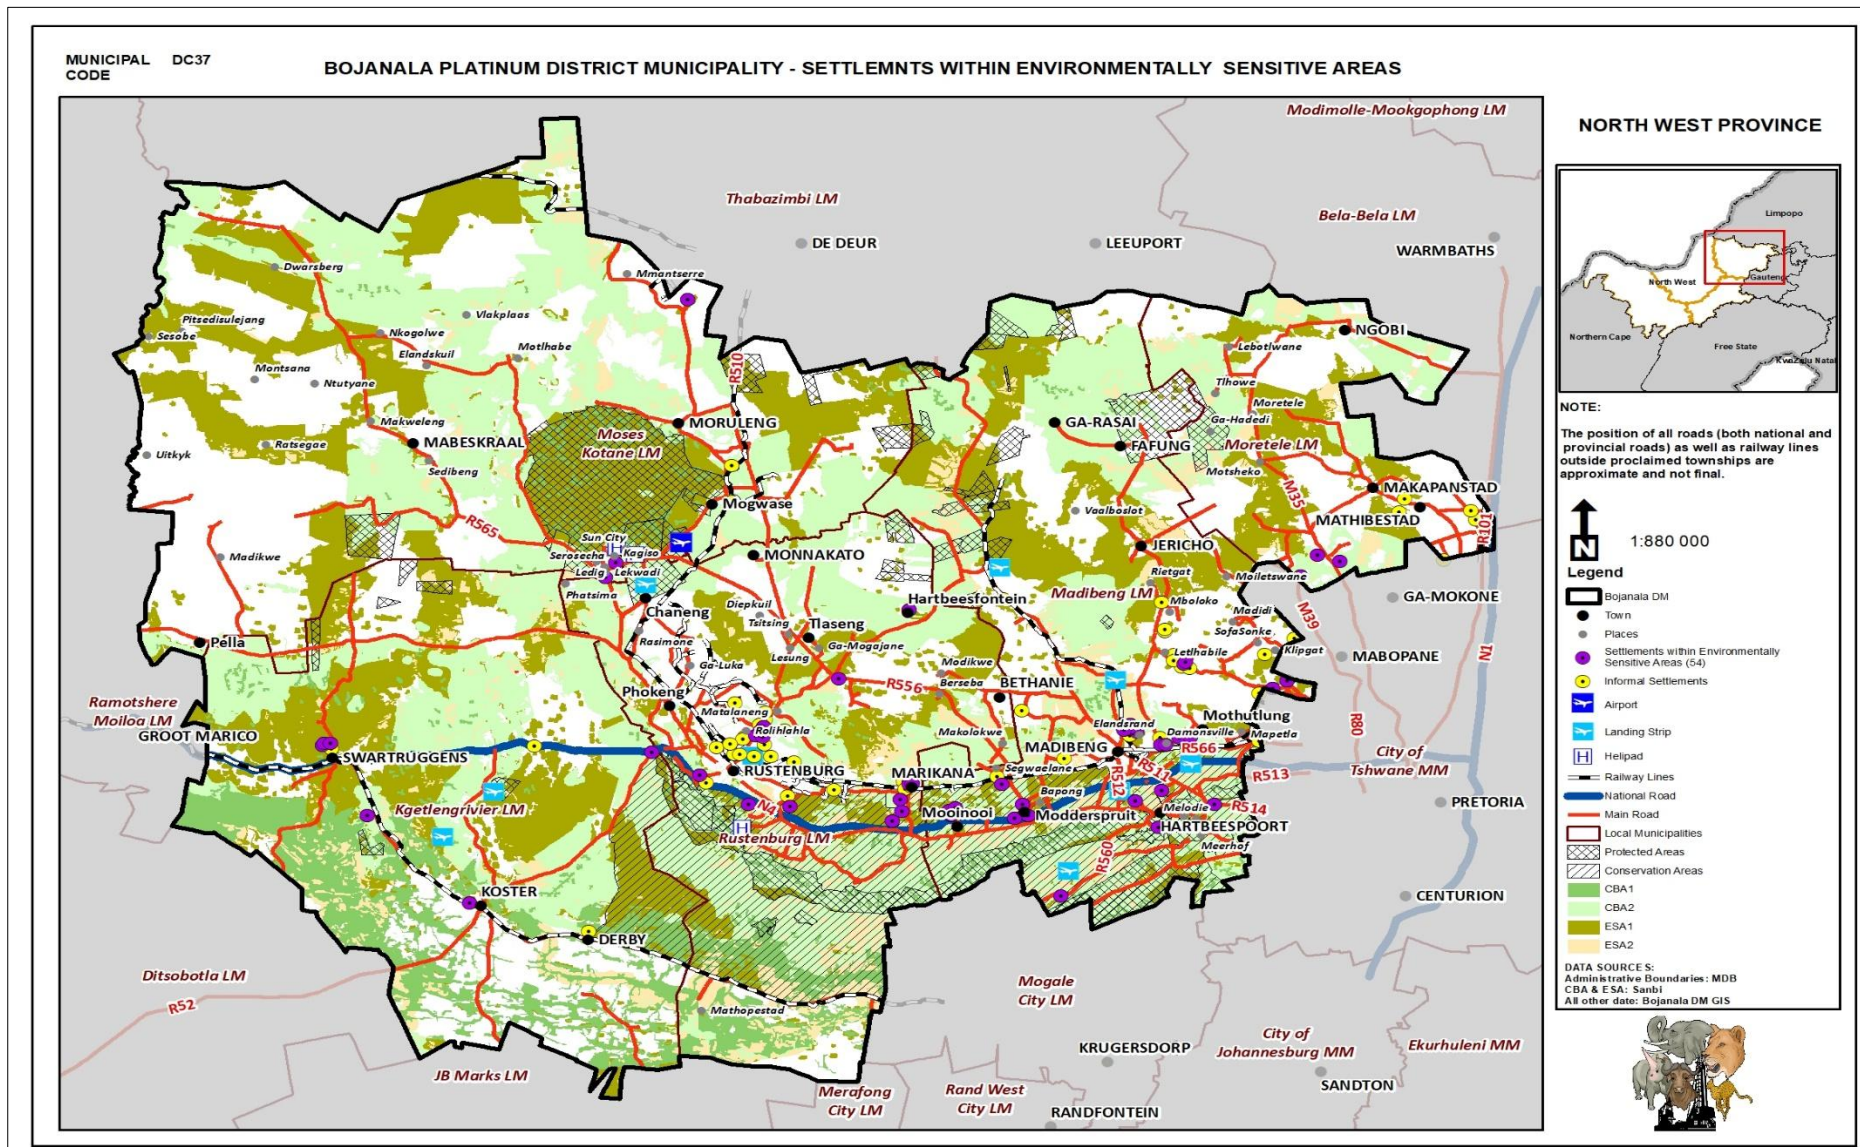 MUNICIPAL CODE DC37
BOJANALA PLATINUM DISTRICT MUNICIPALITY - SETTLEMNTS WITHIN ENVIRONMENTALLY SENSITIVE AREAS
Modimolle-Mookgophong LM
Thabazimbi LM
Bela-Bela LM
DE DEUR
LEEUPORT
WARMBATHS
Dwarsberg
Mmantserre
Vlakplaas
Pitsedisulejang
Sesobe
Nkogolwe
Elandskuil
Motlhabe
Montsana
Ntutyane
R510
NGOBI
Lebotlwane
Tlhowe
Moretele
Ga-Hadedi
Makweleng
MABESKRAAL
Ratsegae
Uitkyk
Sedibeng
Moses
Kotane LM
MORULENG
GA-RASAI
FAFUNG
Moretele LM
Motsheko
M35
MAKAPANSTAD
MATHIBESTAD
R101
Mogwase
R565
Vaalboslot
Sun City
Serosecha
Kagiso
Ledig
Lekwadi
Phatsima
Madikwe
MONNAKATO
JERICHO
Rietgat
Moiletswane
GA-MOKONE
Chaneng
Hartbeesfontein
Madibeng LM
Mboloko
Madidi
M39
SofaSonke
Klipgat
Letlhabile
MABOPANE
N1
Diepkuil
Tsitsing
Tlaseng
Rasimone
Lesung
Ga-Mogajane
Ga-Luka
Pella
Modikwe
Berseba
R556
BETHANIE
Phokeng
Matalaneng
Rolihlahla
Ramotshere
Moiloa LM
GROOT MARICO
SWARTRUGGENS
Makolokwe
Elandsrand
Mothutlung
Damonsville
Mapetla
R566
R80
City of
Tshwane MM
MADIBENG
R511
R512
R513
R514
RUSTENBURG
MARIKANA
Segwaelane
Bapong
Melodie
PRETORIA
Kgetlengrivier LM
N4
Rustenburg LM
Mooinooi
Modderspruit
HARTBEESPOORT
Meerhof
R560
KOSTER
DERBY
CENTURION
Ditsobotla LM
R52
Mathopestad
Mogale
City LM
KRUGERSDORP
City of
Johannesburg MM
Ekurhuleni MM
SANDTON
JB Marks LM
Merafong
City LM
Rand West
City LM
RANDFONTEIN
NORTH WEST PROVINCE
Limpopo
North West
Gauteng
Northern Cape
Free State
KwaZulu Natal
NOTE:
The position of all roads (both national and
provincial roads) as well as railway lines
outside proclaimed townships are
approximate and not final.
N
1:880 000
Legend
Bojanala DM
Town
Places
Settlements within Environmentally
Sensitive Areas (54)
Informal Settlements
Airport
Landing Strip
H Helipad
Railway Lines
National Road
Main Road
Local Municipalities
Protected Areas
Conservation Areas
CBA1
CBA2
ESA1
ESA2
DATA SOURCES:
Administrative Boundaries: MDB
CBA & ESA: Sanbi
All other date: Bojanala DM GIS